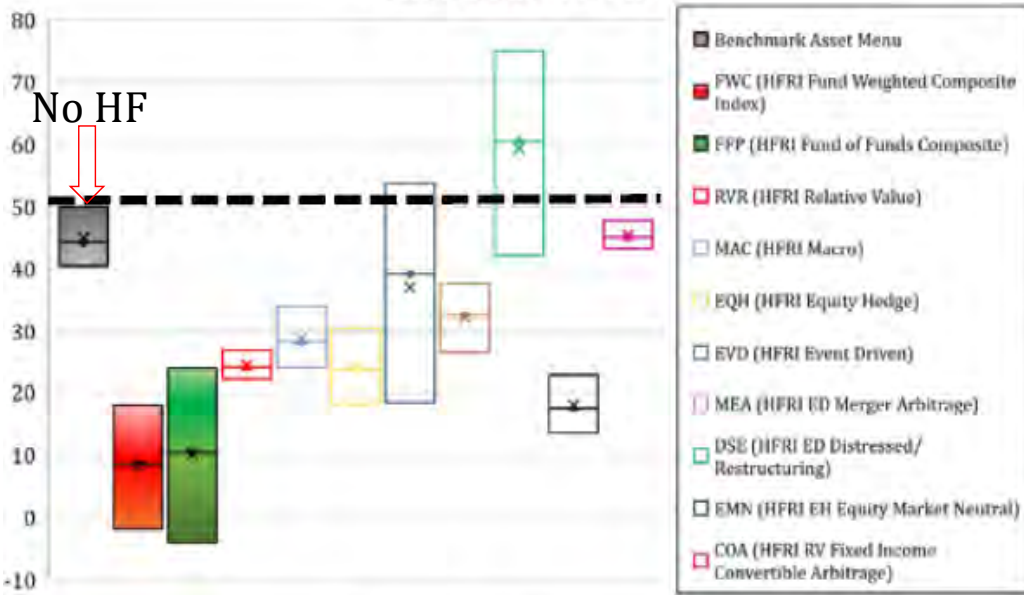 80
70
No HF
60
50
40
30
20
10
0
-10
Benchmark Asset Menu
FWC (HFRI Fund Weighted Composite
Index)
FFP (HFRI Fund of Funds Composite)
RVR (HFRI Relative Value)
MAC (HFRI Macro)
EQH (HFRI Equity Hedge)
EVD (HFRI Event Driven)
MEA (HFRI ED Merger Arbitrage)
DSE (HFRI ED Distressed/
Restructuring)
EMN (HFRI EH Equity Market Neutral)
COA (HFRI RV Fixed Income
Convertible Arbitrage)